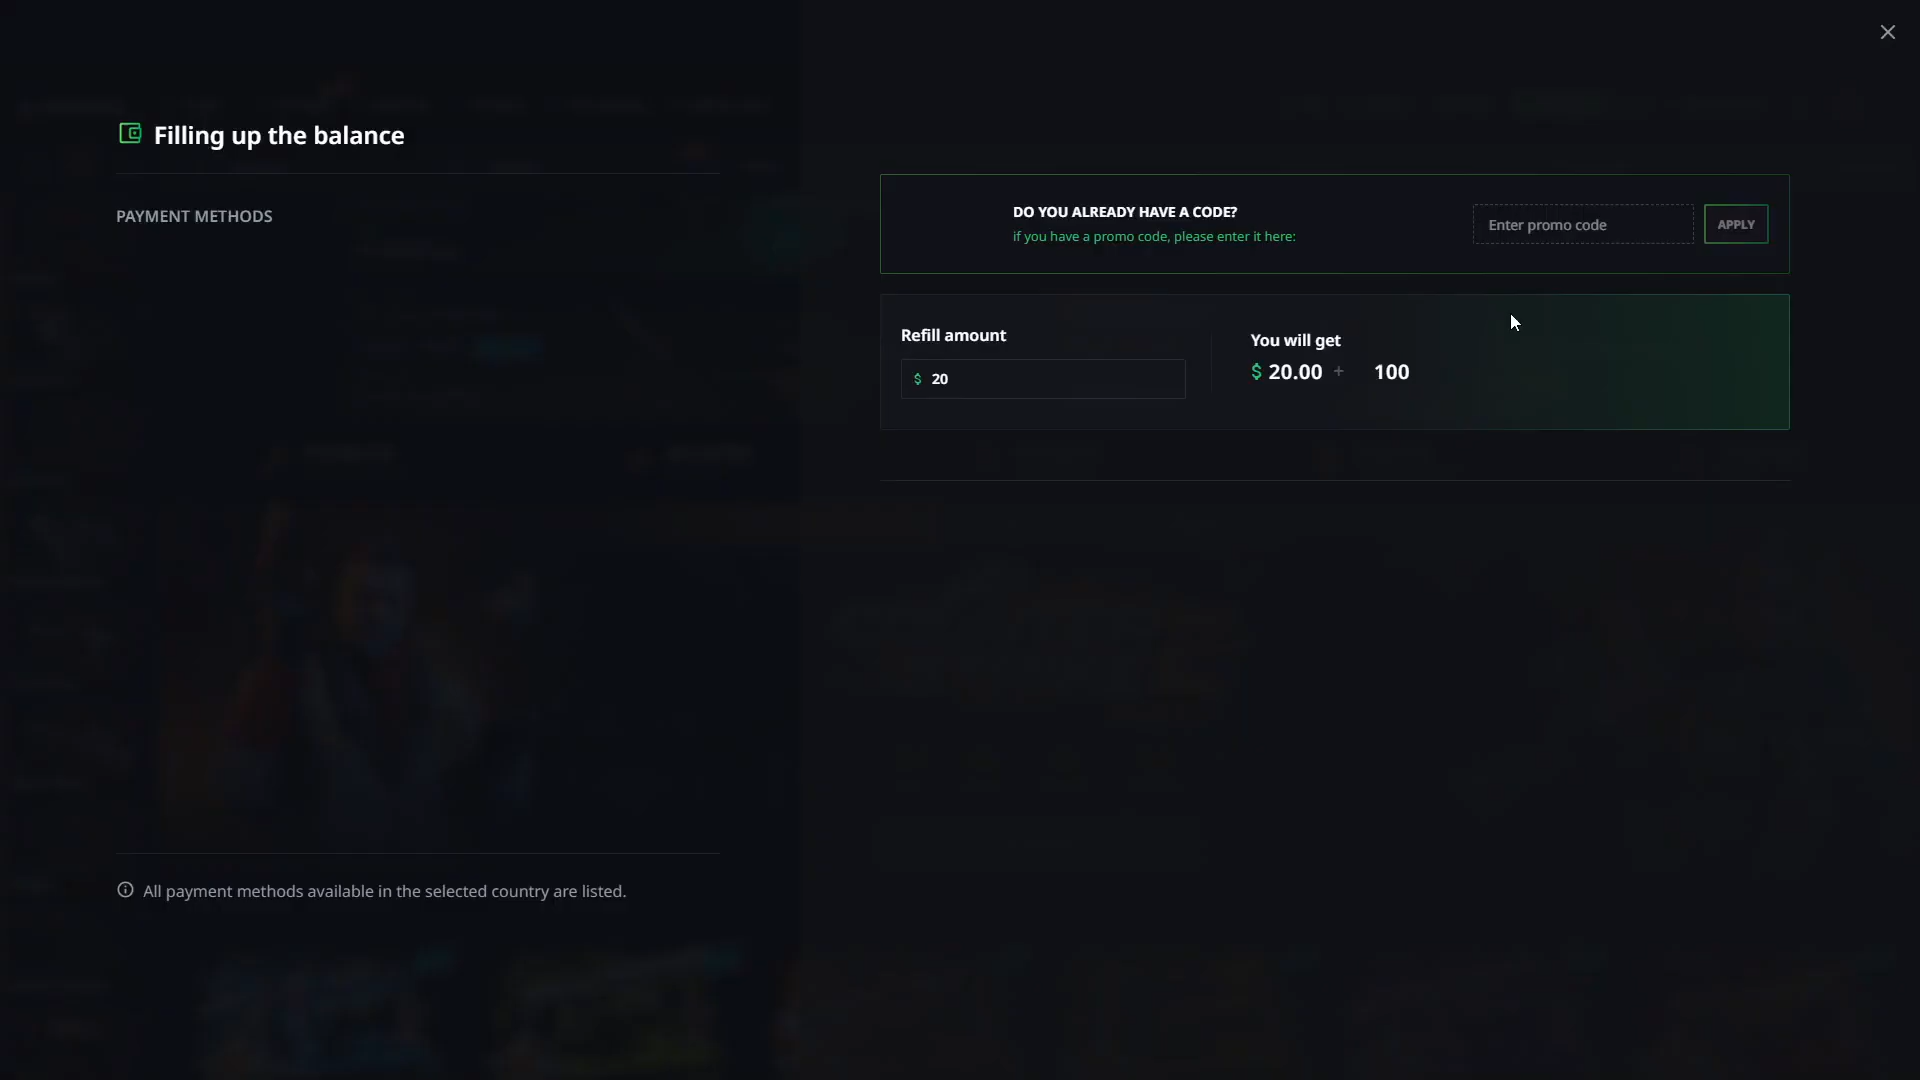 Filling up the balance
PAYMENT METHODS
All payment methods available in the selected country are listed.
DO YOU ALREADY HAVE A CODE?
if you have a promo code, please enter it here:
Enter promo code
APPLY
Refill amount
$ 20
You will get
$ 20.00 + 100